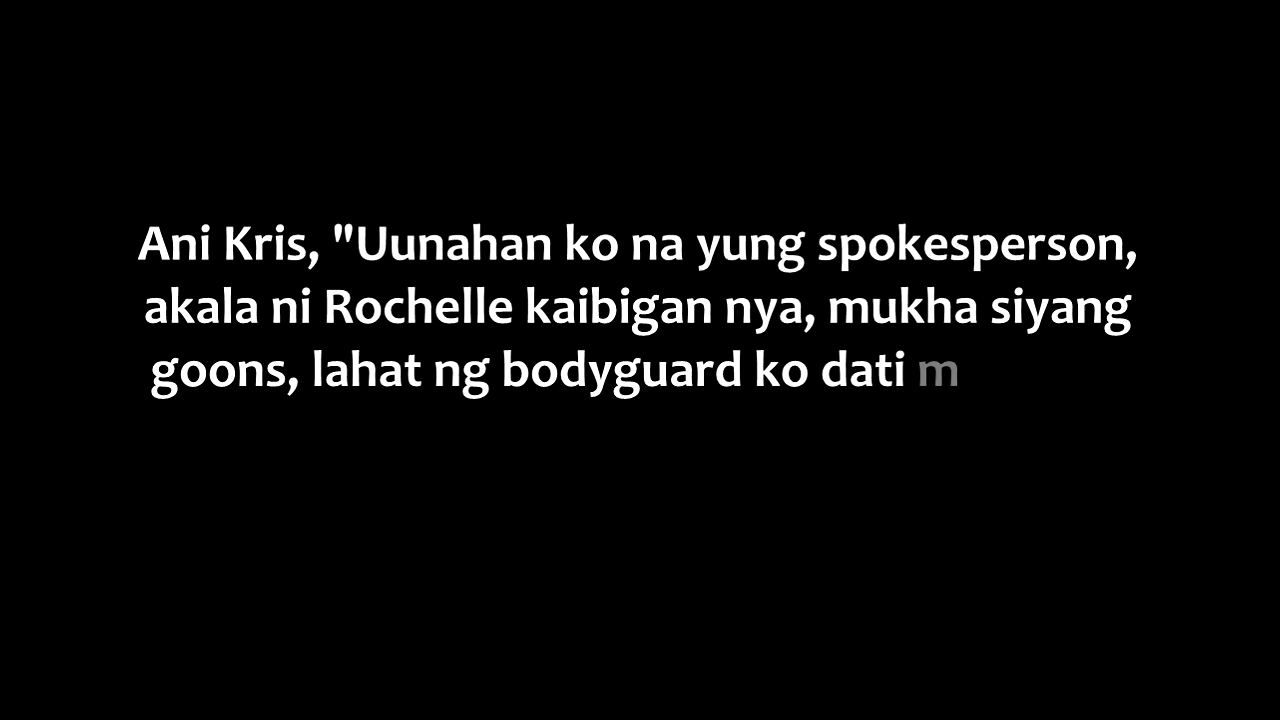 Ani Kris, "Uunahan ko na yung spokesperson,
akala ni Rochelle kaibigan nya, mukha siyang
goons, lahat ng bodyguard ko dati m